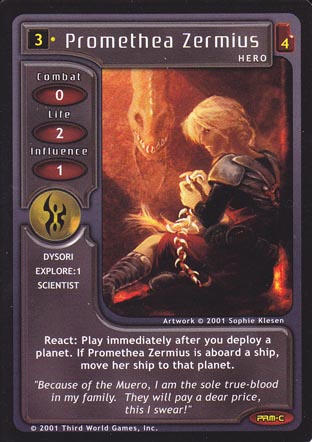 3 • Promethea Zermius 4
HERO
Combat
0
Life
2
Influence
1
DYSORI
EXPLORE:1
SCIENTIST
Artwork © 2001 Sophie Klesen
React: Play immediately after you deploy a
planet. If Promethea Zermius is aboard a ship,
move her ship to that planet.
"Because of the Muero, I am the sole true-blood
in my family. They will pay a dear price,
this I swear!"
PRM-C
© 2001 Third World Games, Inc.